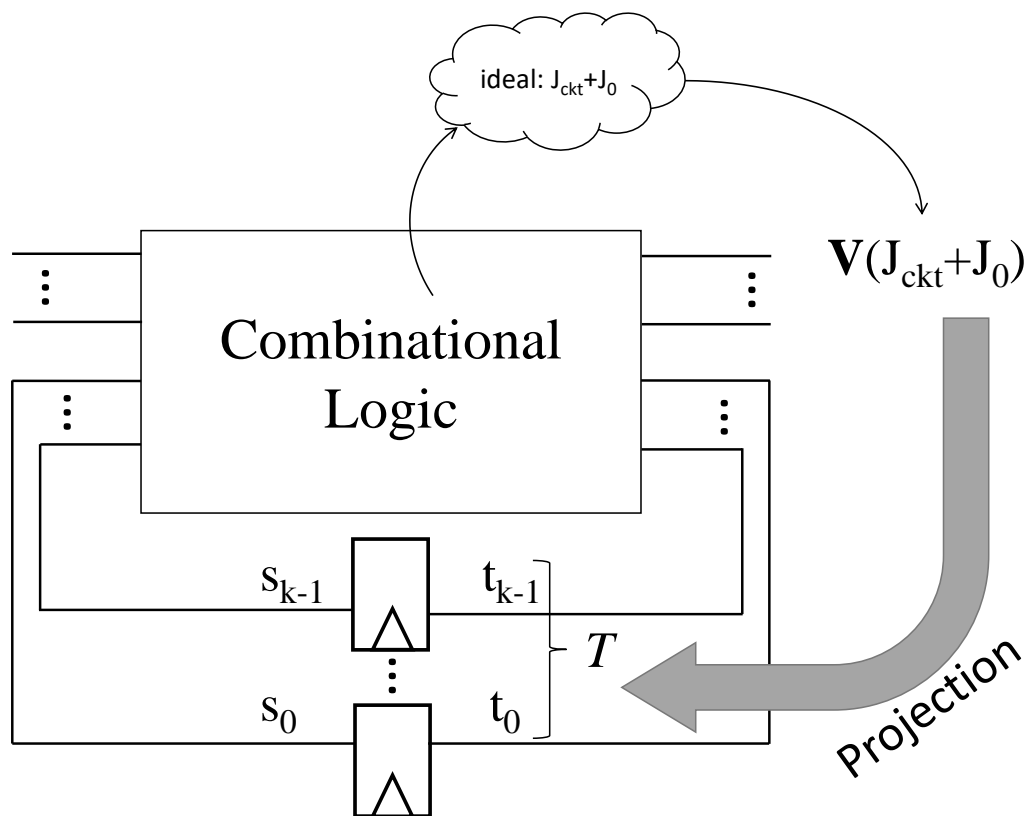 ideal: J_ckt+J_0
V(J_ckt+J_0)
Combinational
Logic
s_k-1
t_k-1
T
s_0
t_0
Projection